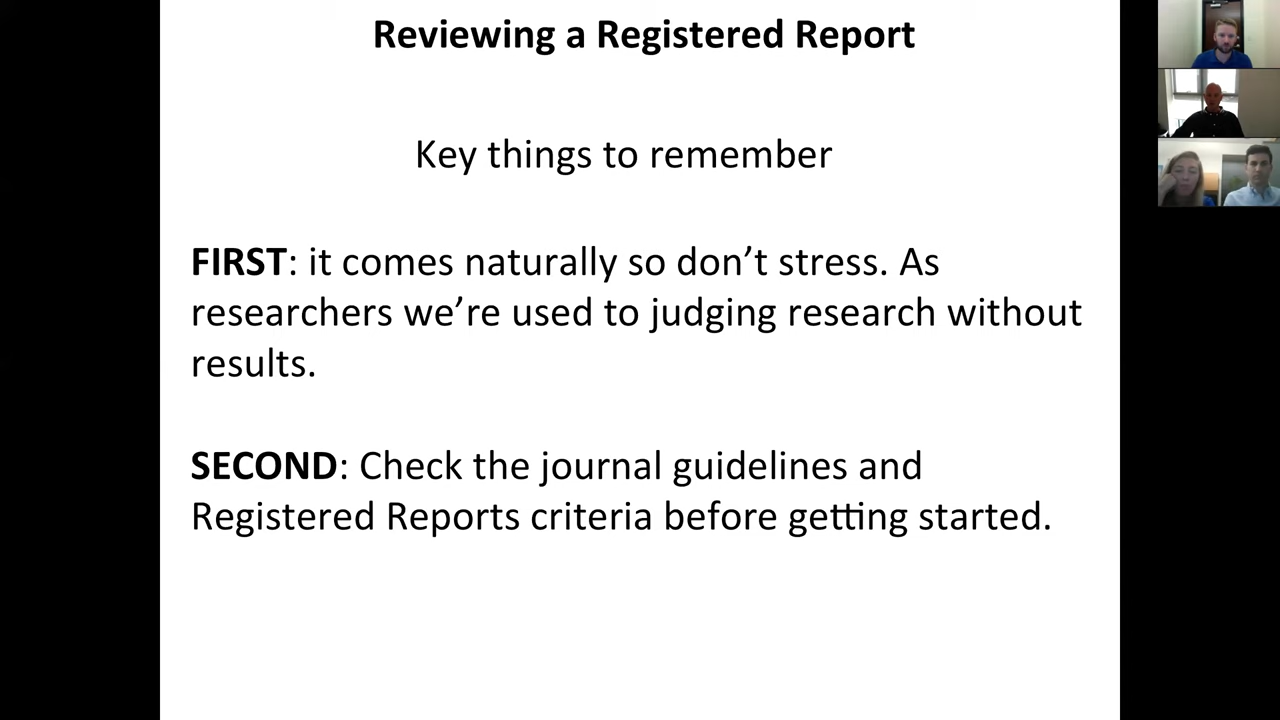 Reviewing a Registered Report
Key things to remember
FIRST: it comes naturally so don’t stress. As
researchers we’re used to judging research without
results.
SECOND: Check the journal guidelines and
Registered Reports criteria before getting started.